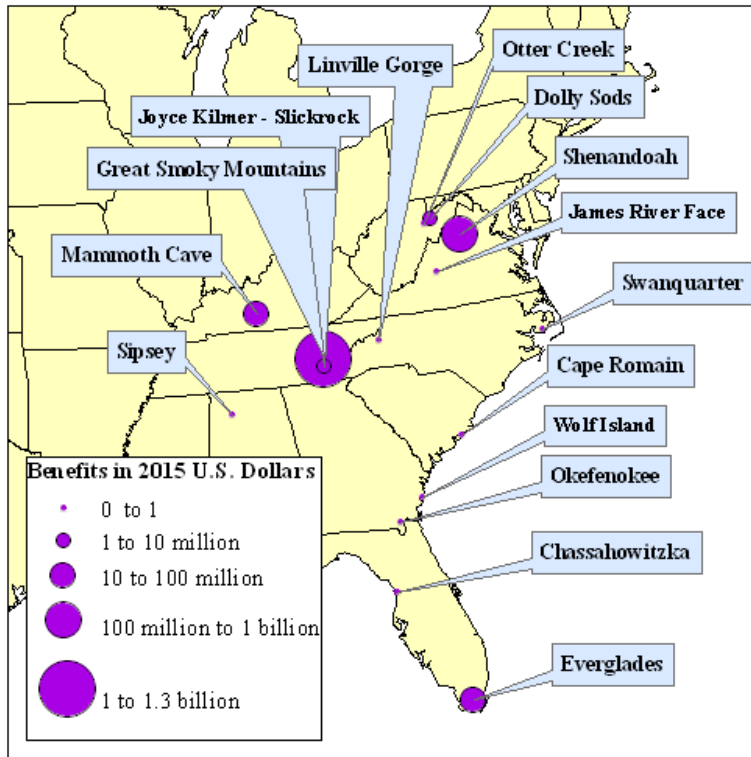 Linville Gorge
Otter Creek
Dolly Sods
Joyce Kilmer - Slickrock
Shenandoah
Great Smoky Mountains
James River Face
Mammoth Cave
Swanquarter
Sipsey
Cape Romain
Wolf Island
Okefenokee
Chassahowitzka
Everglades
Benefits in 2015 U.S. Dollars
0 to 1
1 to 10 million
10 to 100 million
100 million to 1 billion
1 to 1.3 billion